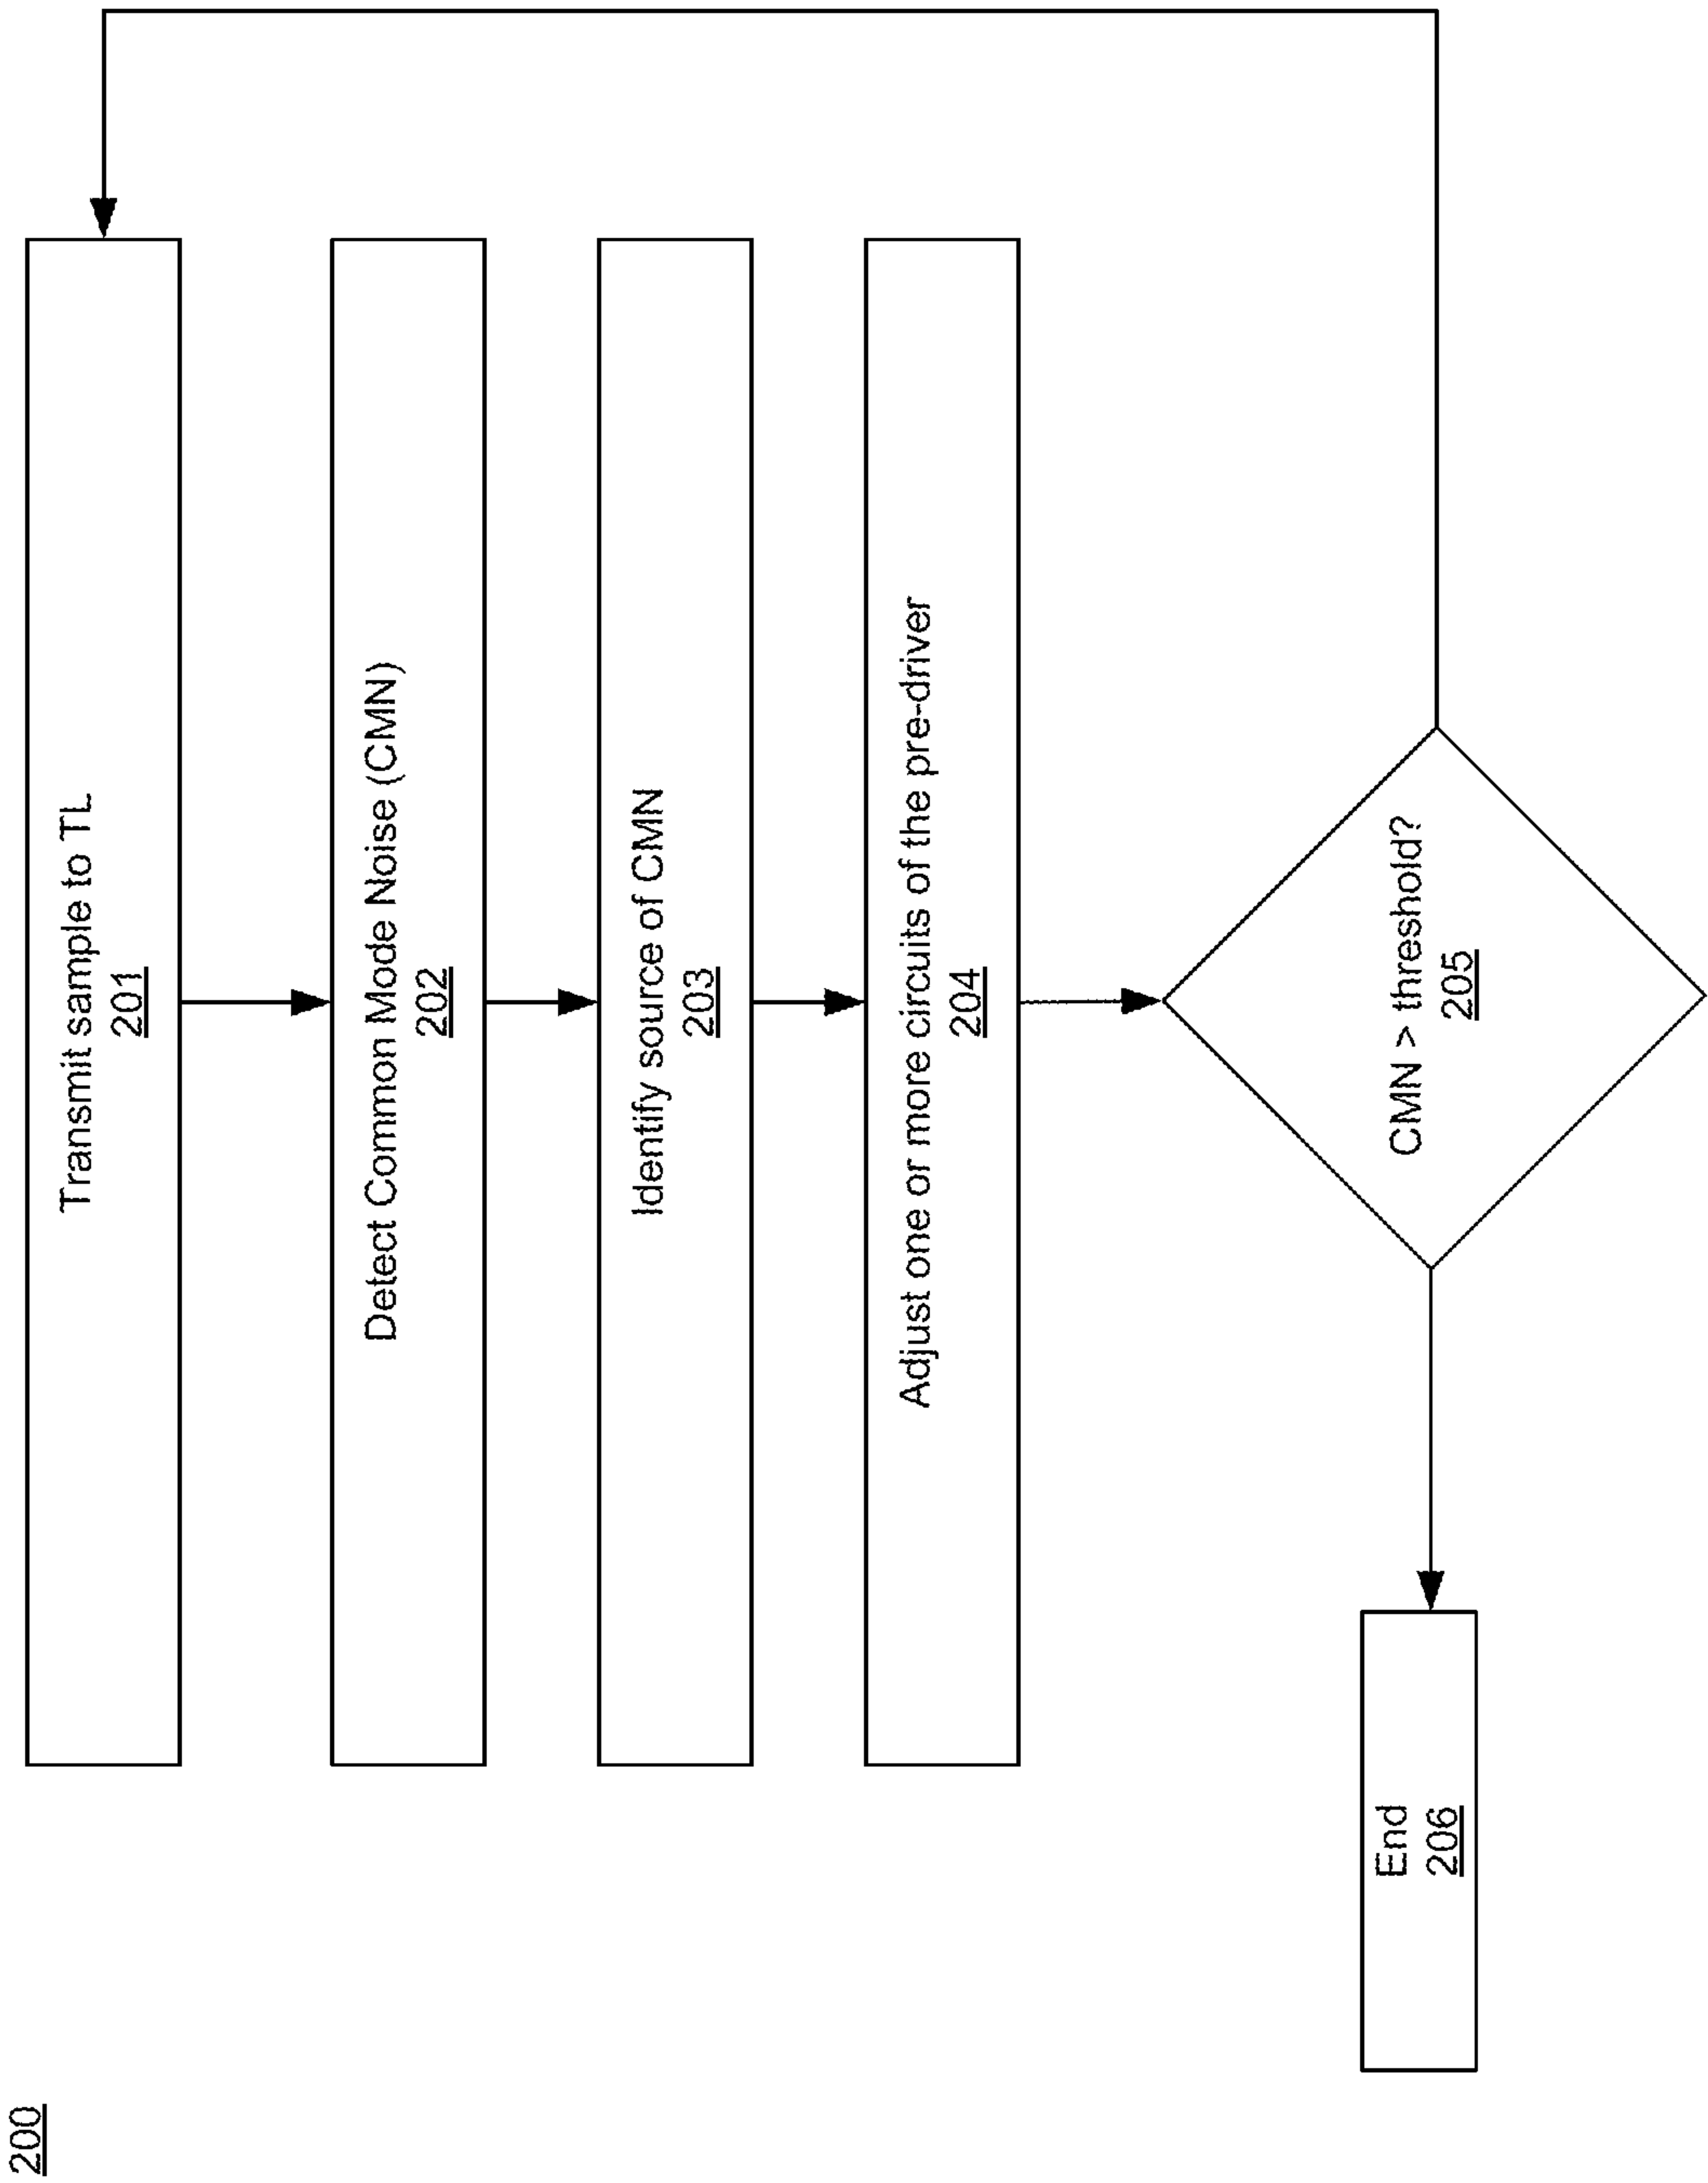 200
Transmit sample to TL
201
Detect Common Mode Noise (CMN)
202
Identify source of CMN
203
Adjust one or more circuits of the pre-driver
204
CMN > threshold?
205
End
206